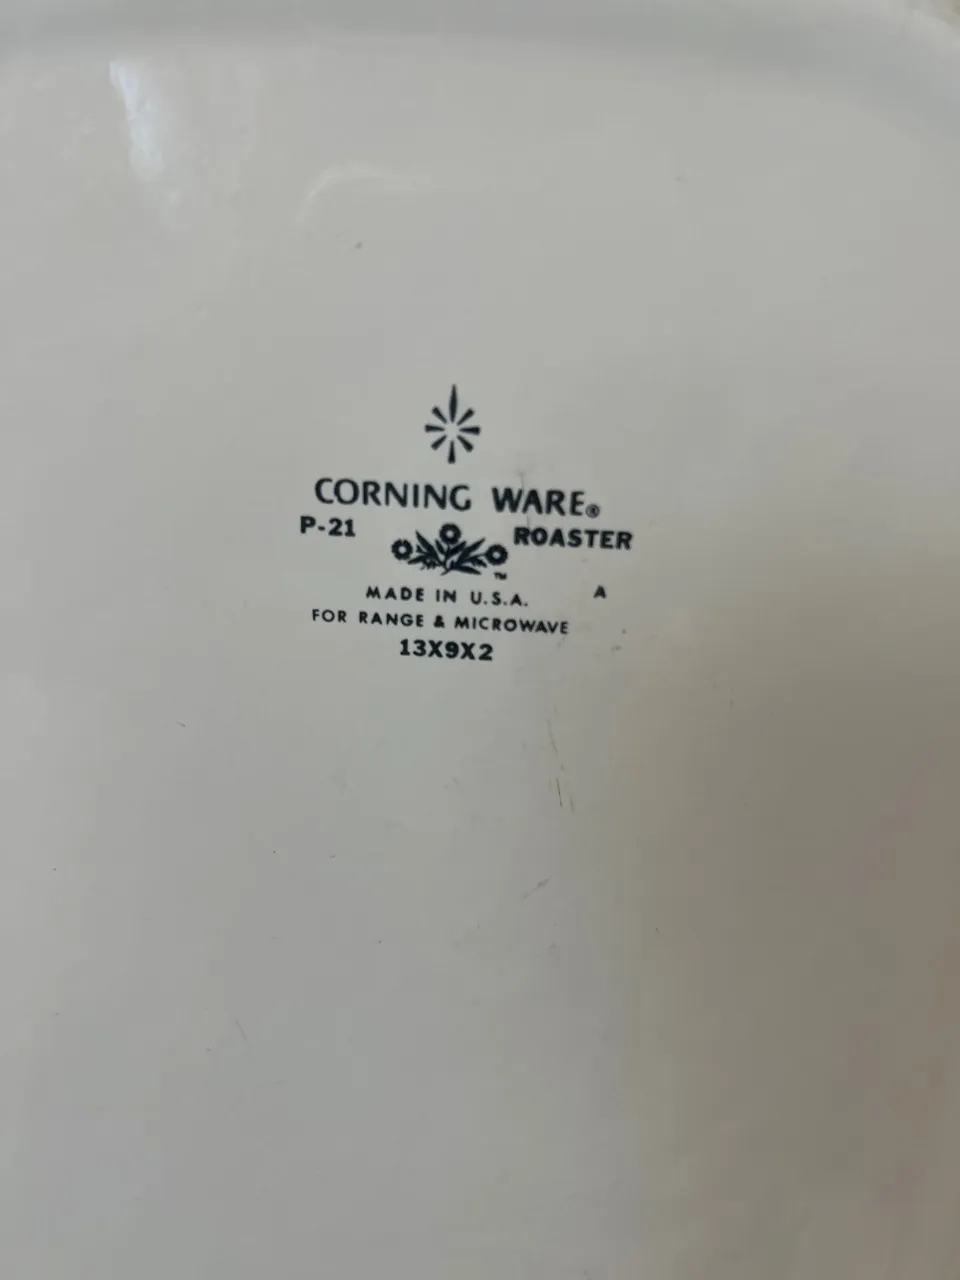 CORNING WARE®
P-21 ROASTER
™
MADE IN U.S.A. A
FOR RANGE & MICROWAVE
13X9X2